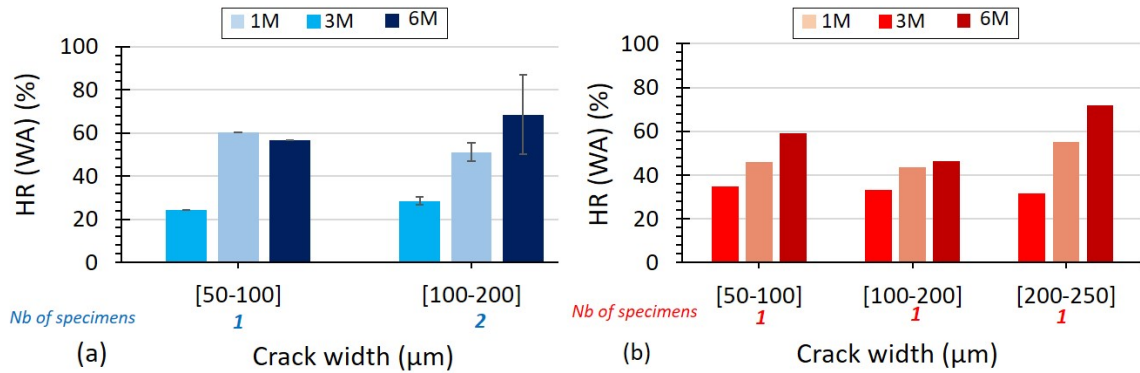 1M 3M 6M
HR (WA) (%)
100
80
60
40
20
0
[50-100] [100-200]
Nb of specimens 1 2
(a) Crack width (μm)
1M 3M 6M
HR (WA) (%)
100
80
60
40
20
0
[50-100] [100-200] [200-250]
Nb of specimens 1 1 1
(b) Crack width (μm)